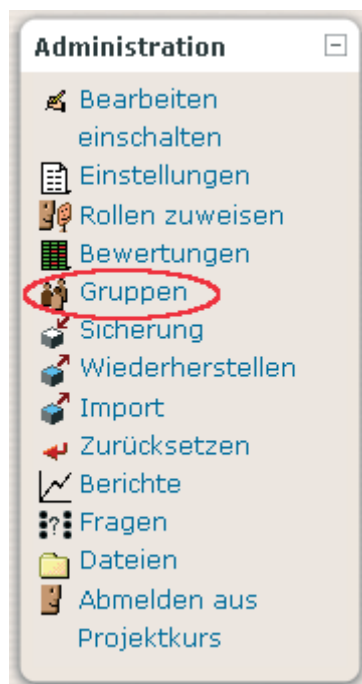 Administration
Bearbeiten
einschalten
Einstellungen
Rollen zuweisen
Bewertungen
Gruppen
Sicherung
Wiederherstellen
Import
Zurücksetzen
Berichte
Fragen
Dateien
Abmelden aus
Projektkurs